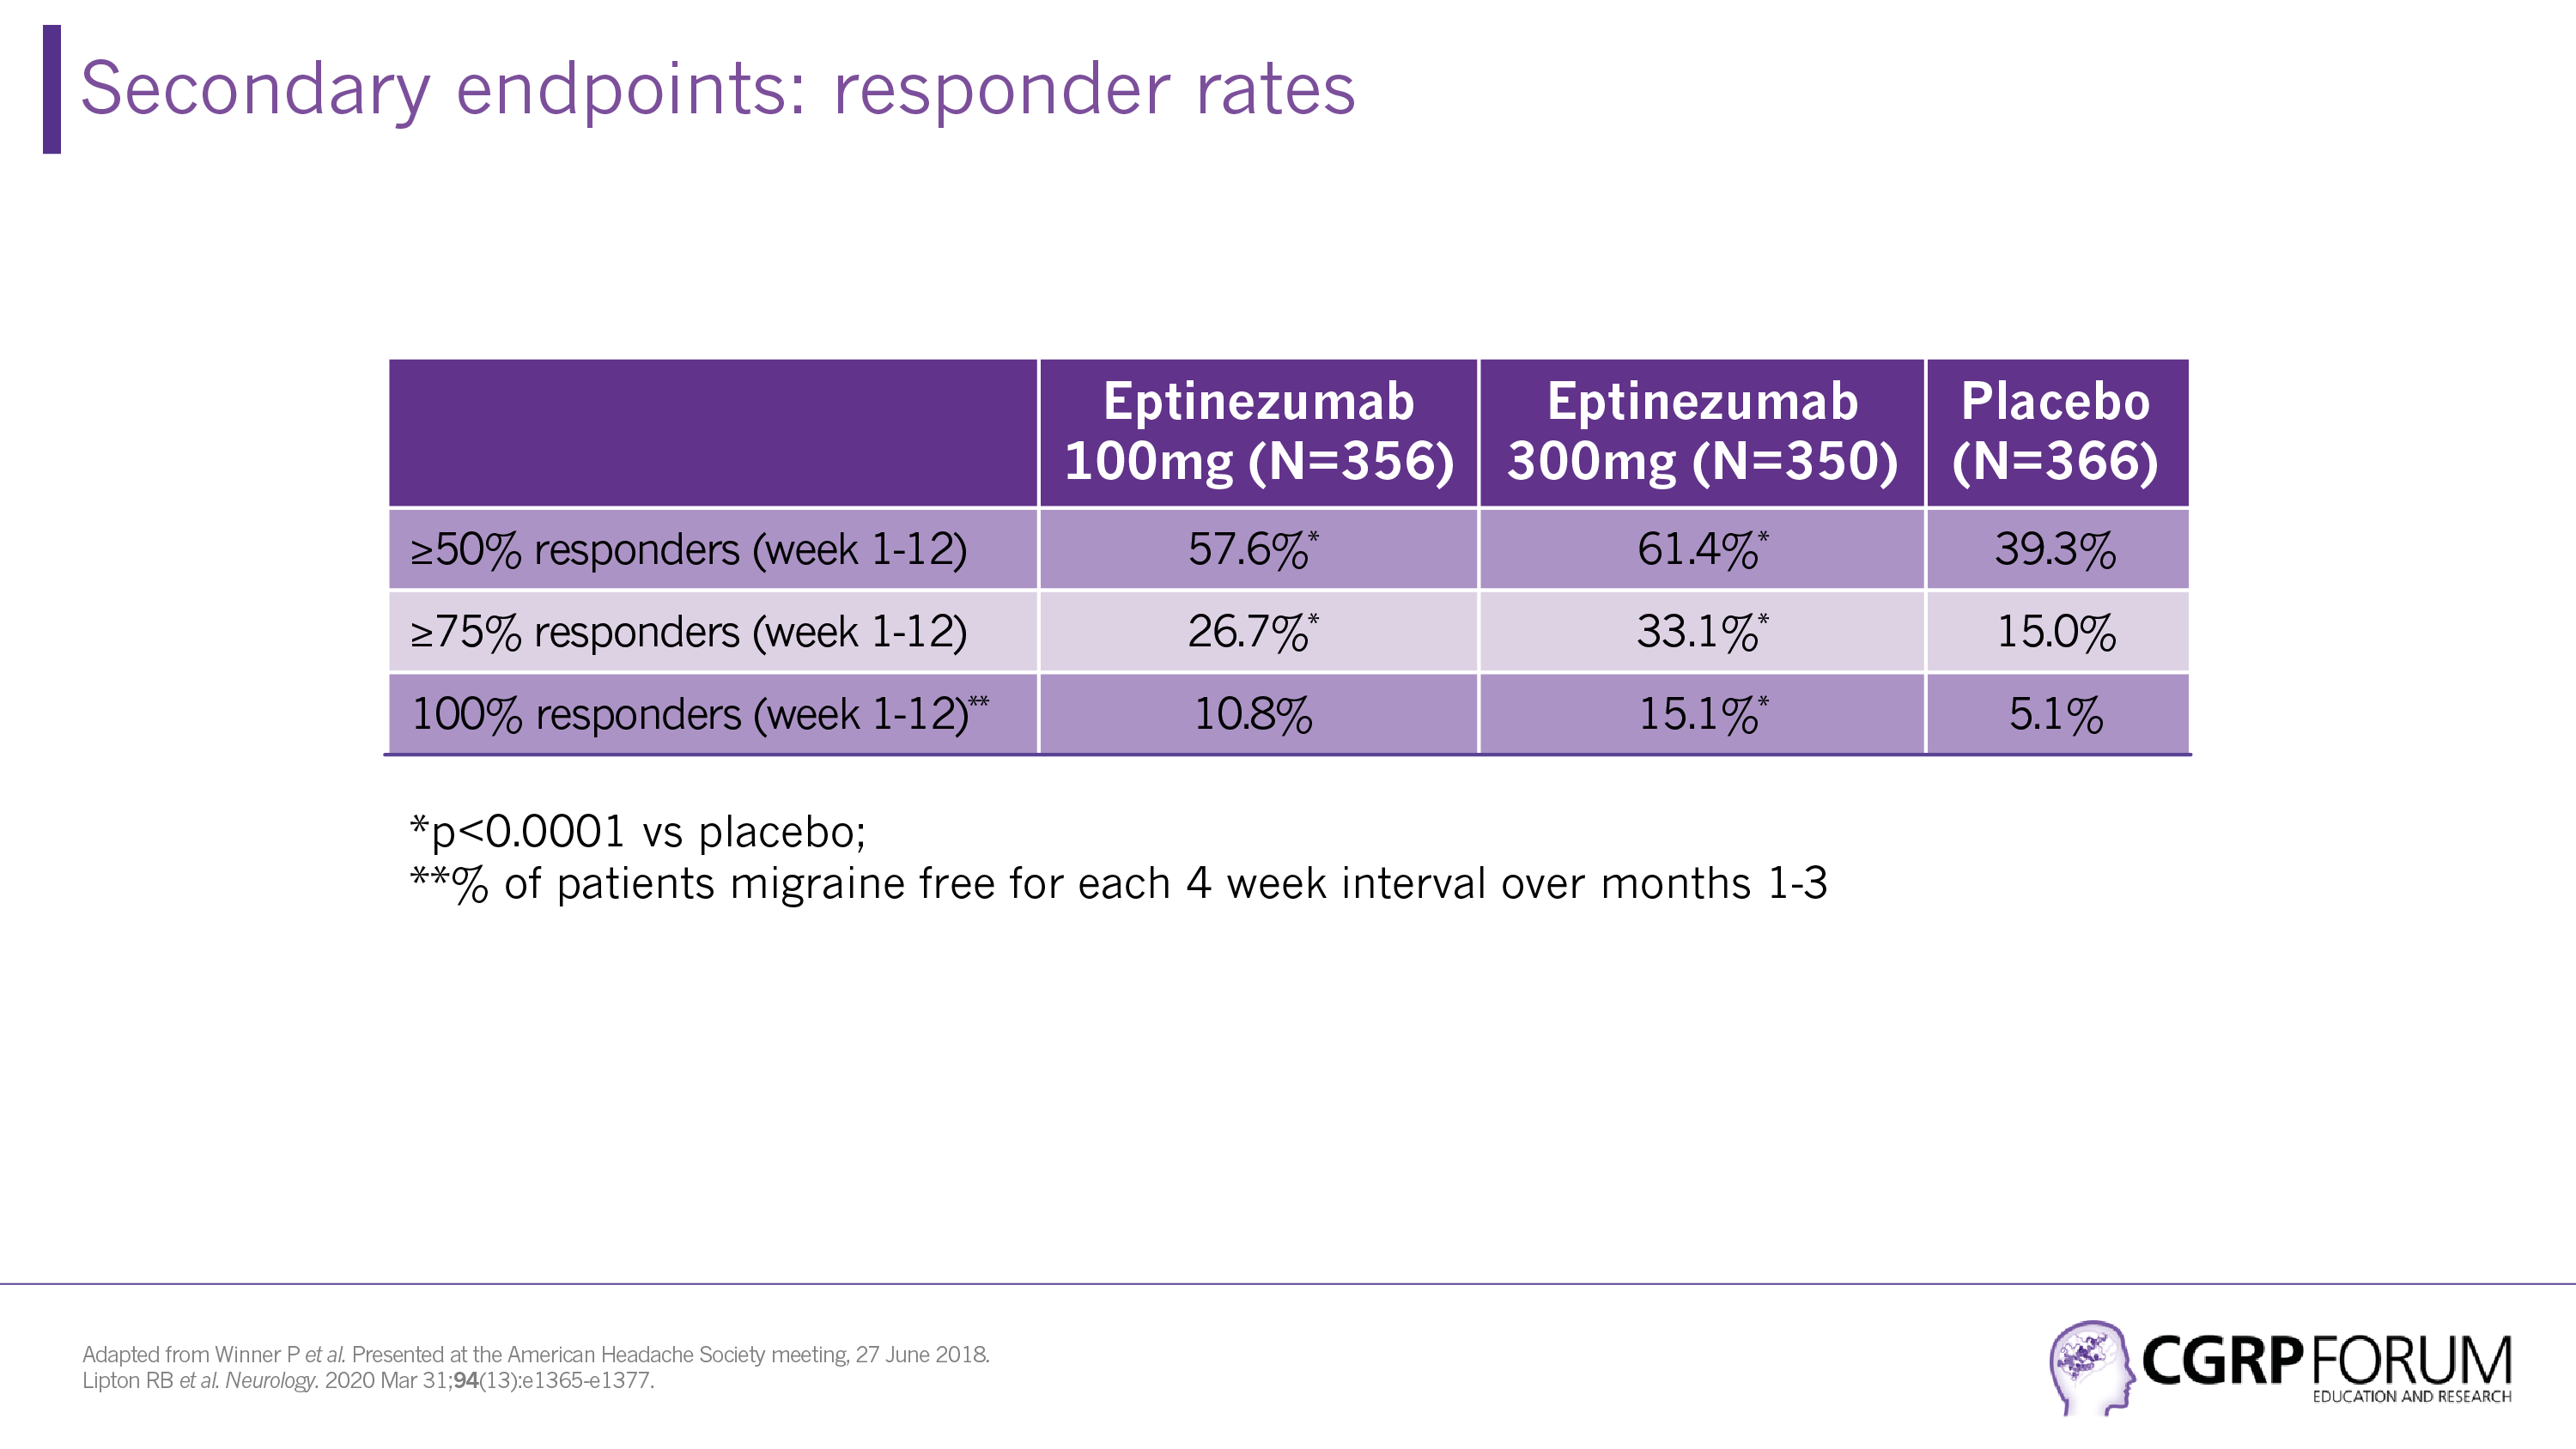 Secondary endpoints: responder rates
Eptinezumab
100mg (N=356)
Eptinezumab
300mg (N=350)
Placebo
(N=366)
≥50% responders (week 1-12) 57.6%* 61.4%* 39.3%
≥75% responders (week 1-12) 26.7%* 33.1%* 15.0%
100% responders (week 1-12)** 10.8% 15.1%* 5.1%
*p<0.0001 vs placebo;
**% of patients migraine free for each 4 week interval over months 1-3
Adapted from Winner P et al. Presented at the American Headache Society meeting, 27 June 2018.
Lipton RB et al. Neurology. 2020 Mar 31;94(13):e1365-e1377.
CGRP FORUM
EDUCATION AND RESEARCH